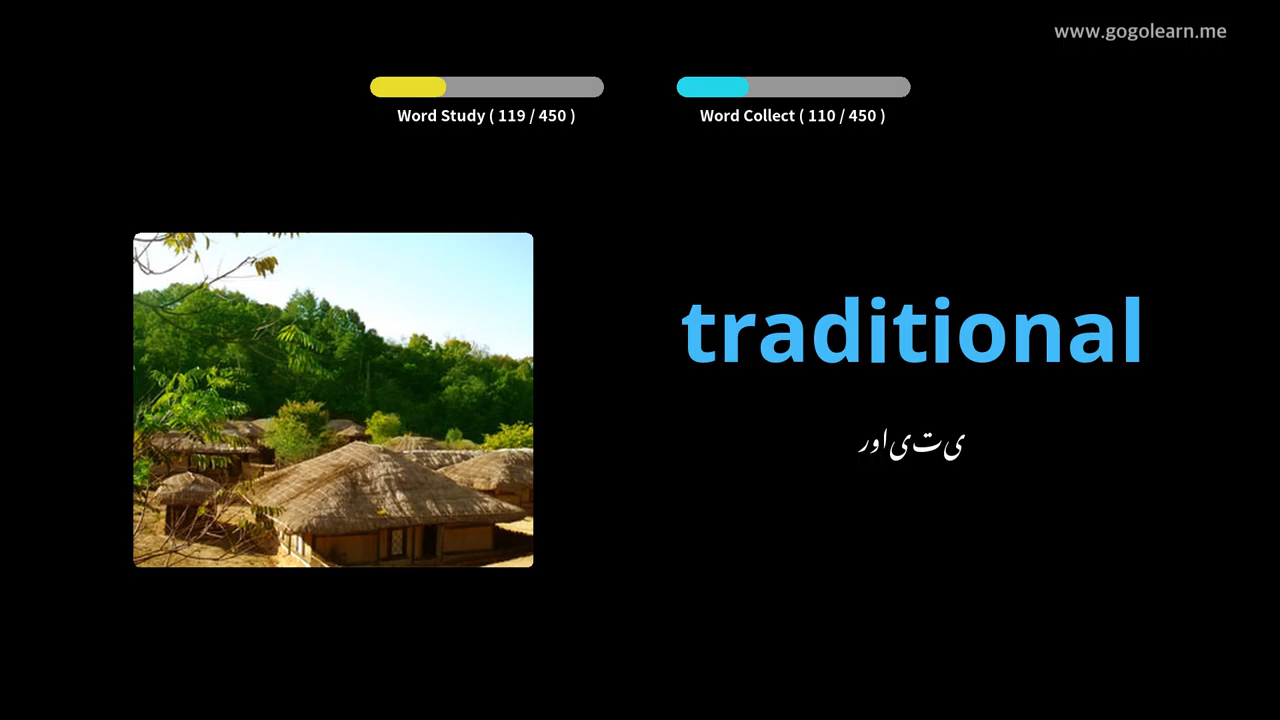 www.gogolearn.me
Word Study ( 119 / 450 )
Word Collect ( 110 / 450 )
traditional
روایتی